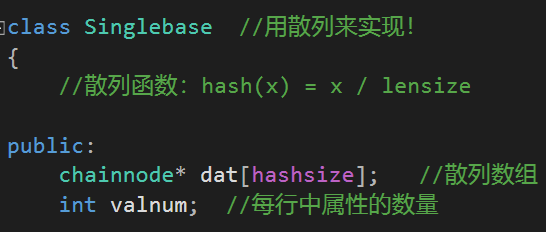 class Singlebase //用散列来实现！
{
//散列函数：hash(x) = x / lensize
public:
chainnode* dat[hashsize]; //散列数组
int valnum; //每行中属性的数量